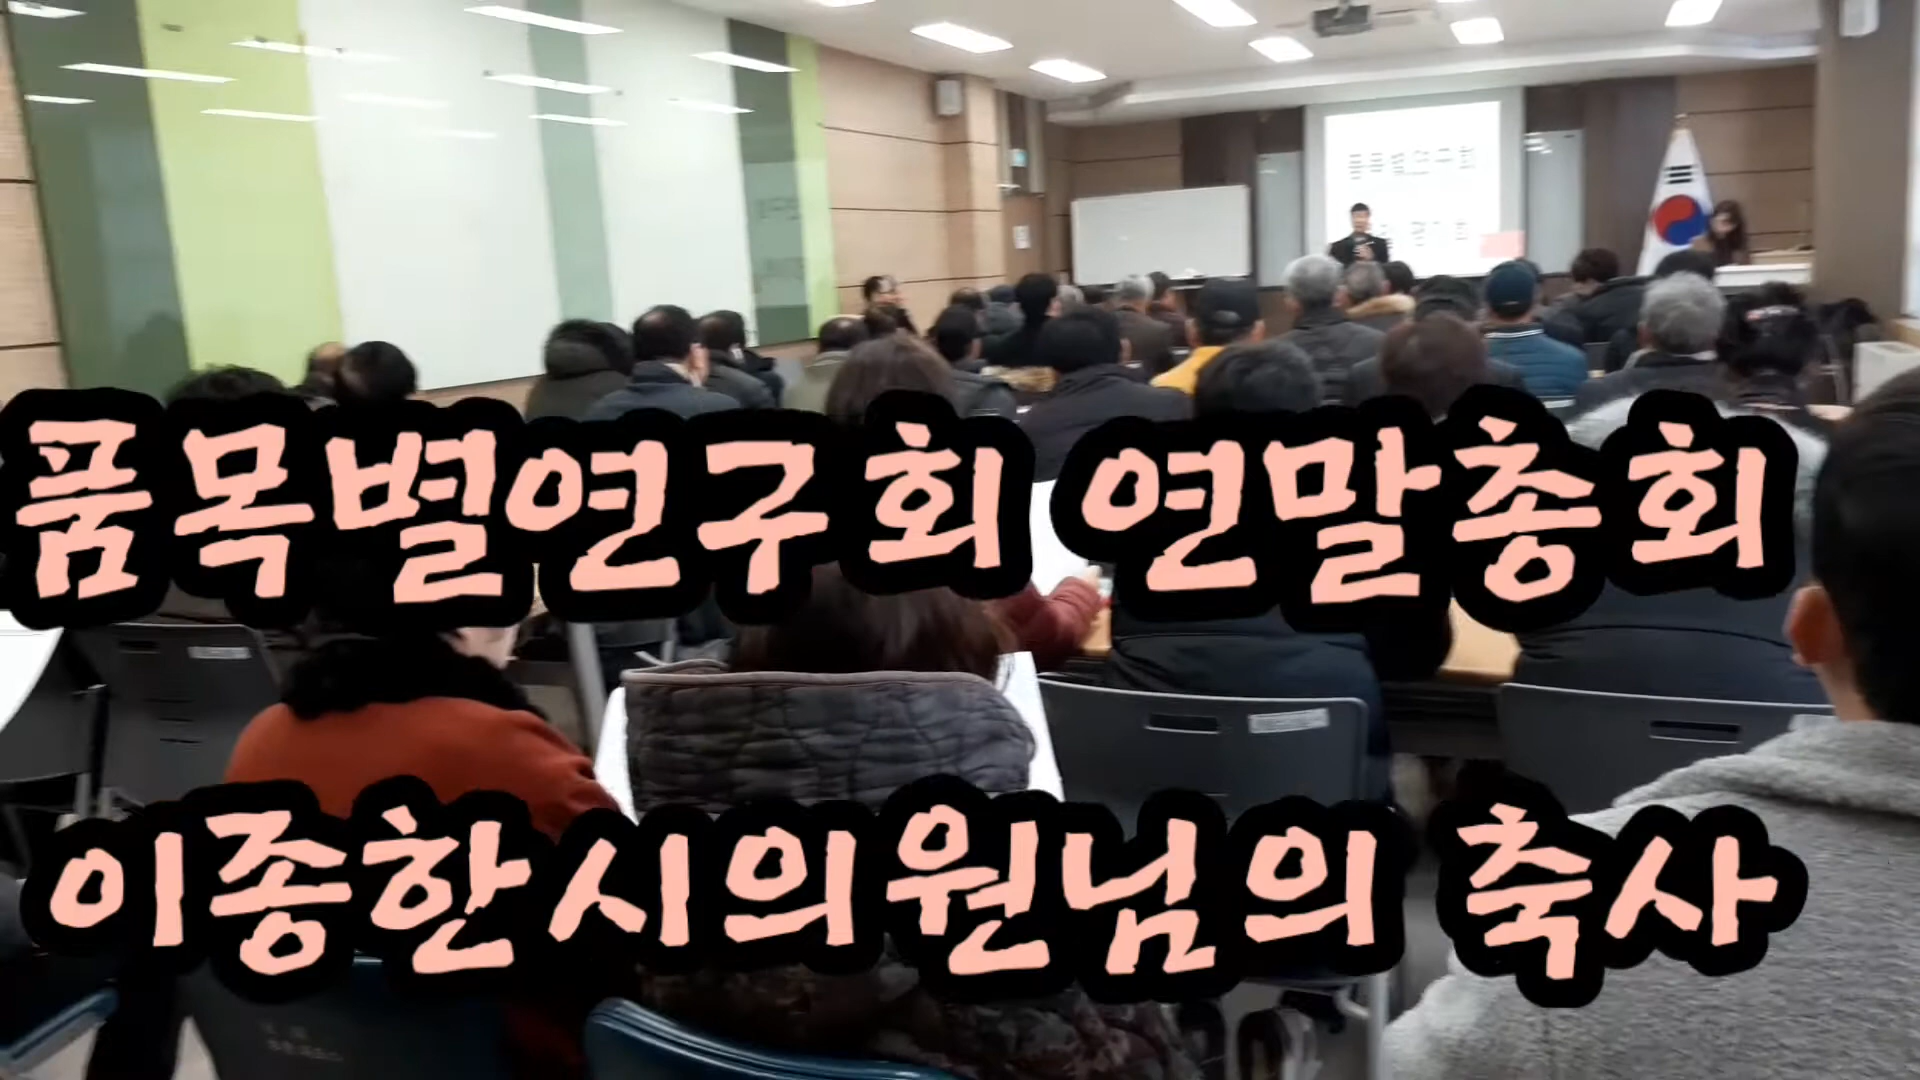 품목별연구회 연말총회
이종한시의원님의 축사